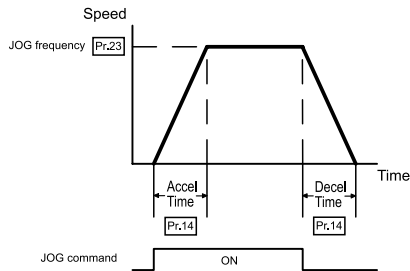 Speed
JOG frequency Pr.23
Time
Accel Time
Decel Time
Pr.14
Pr.14
JOG command
ON